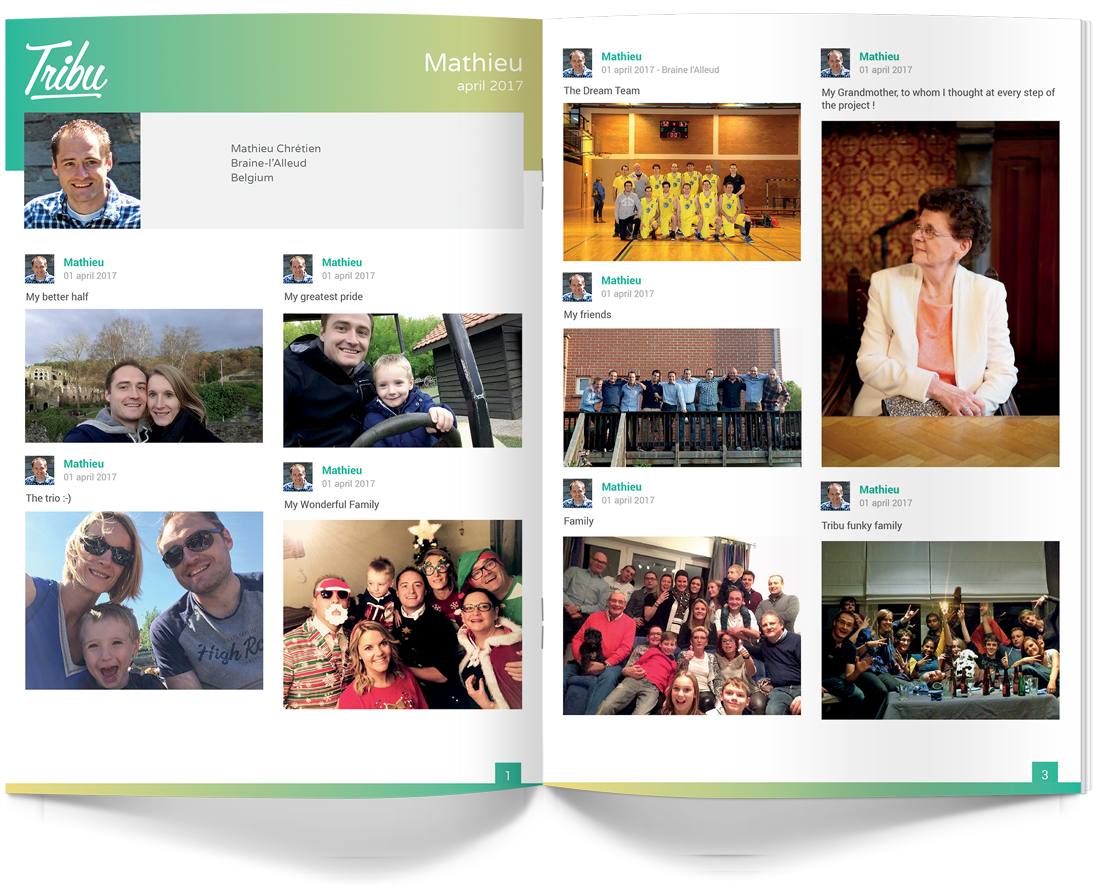 Tribu
Mathieu
april 2017
Mathieu Chrétien
Braine-l'Alleud
Belgium
Mathieu
01 april 2017
My better half
Mathieu
01 april 2017
The trio :-)
Mathieu
01 april 2017
My greatest pride
Mathieu
01 april 2017
My Wonderful Family
1
Mathieu
01 april 2017 - Braine l'Alleud
The Dream Team
Mathieu
01 april 2017
My friends
Mathieu
01 april 2017
Family
Mathieu
01 april 2017
My Grandmother, to whom I thought at every step of
the project !
Mathieu
01 april 2017
Tribu funky family
3